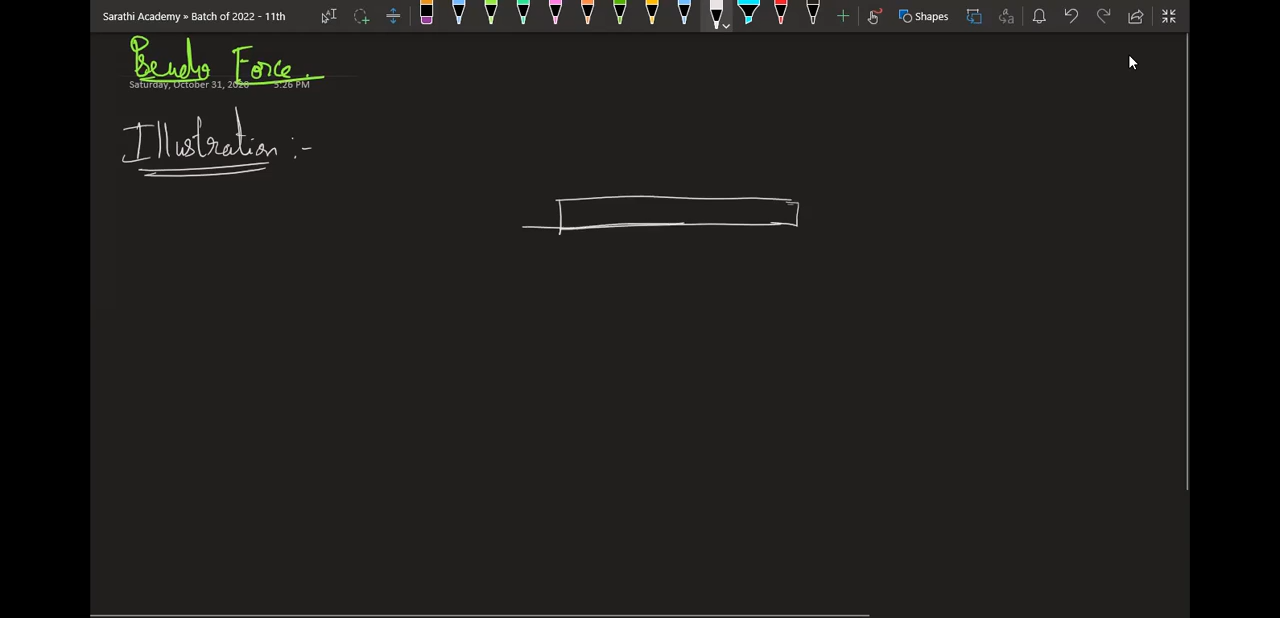 Sarathi Academy » Batch of 2022 - 11th
Shapes
Pseudo Force.
Saturday, October 31, 2020 5:26 PM
Illustration :-